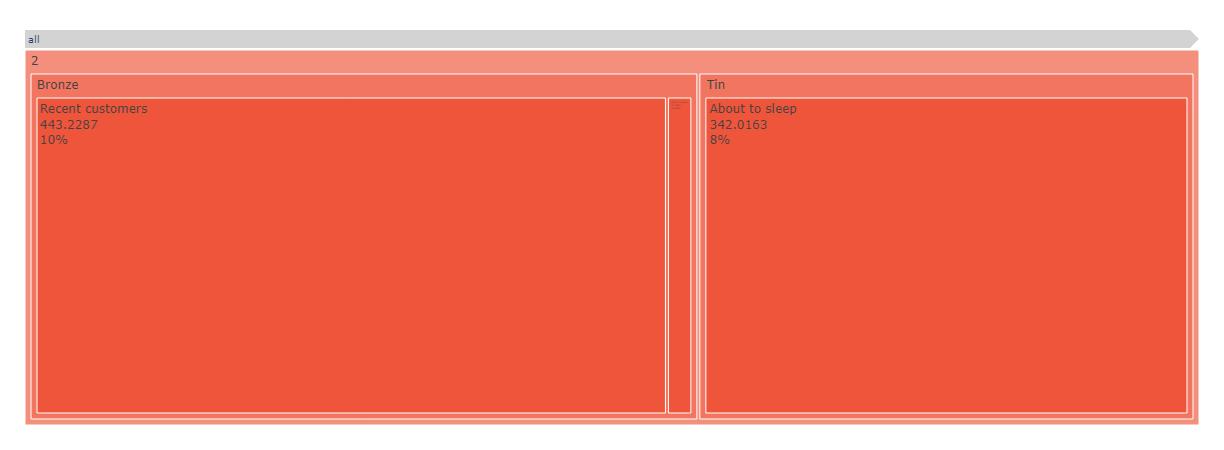 all
2
Bronze
Recent customers
443.2287
10%
Tin
About to sleep
342.0163
8%